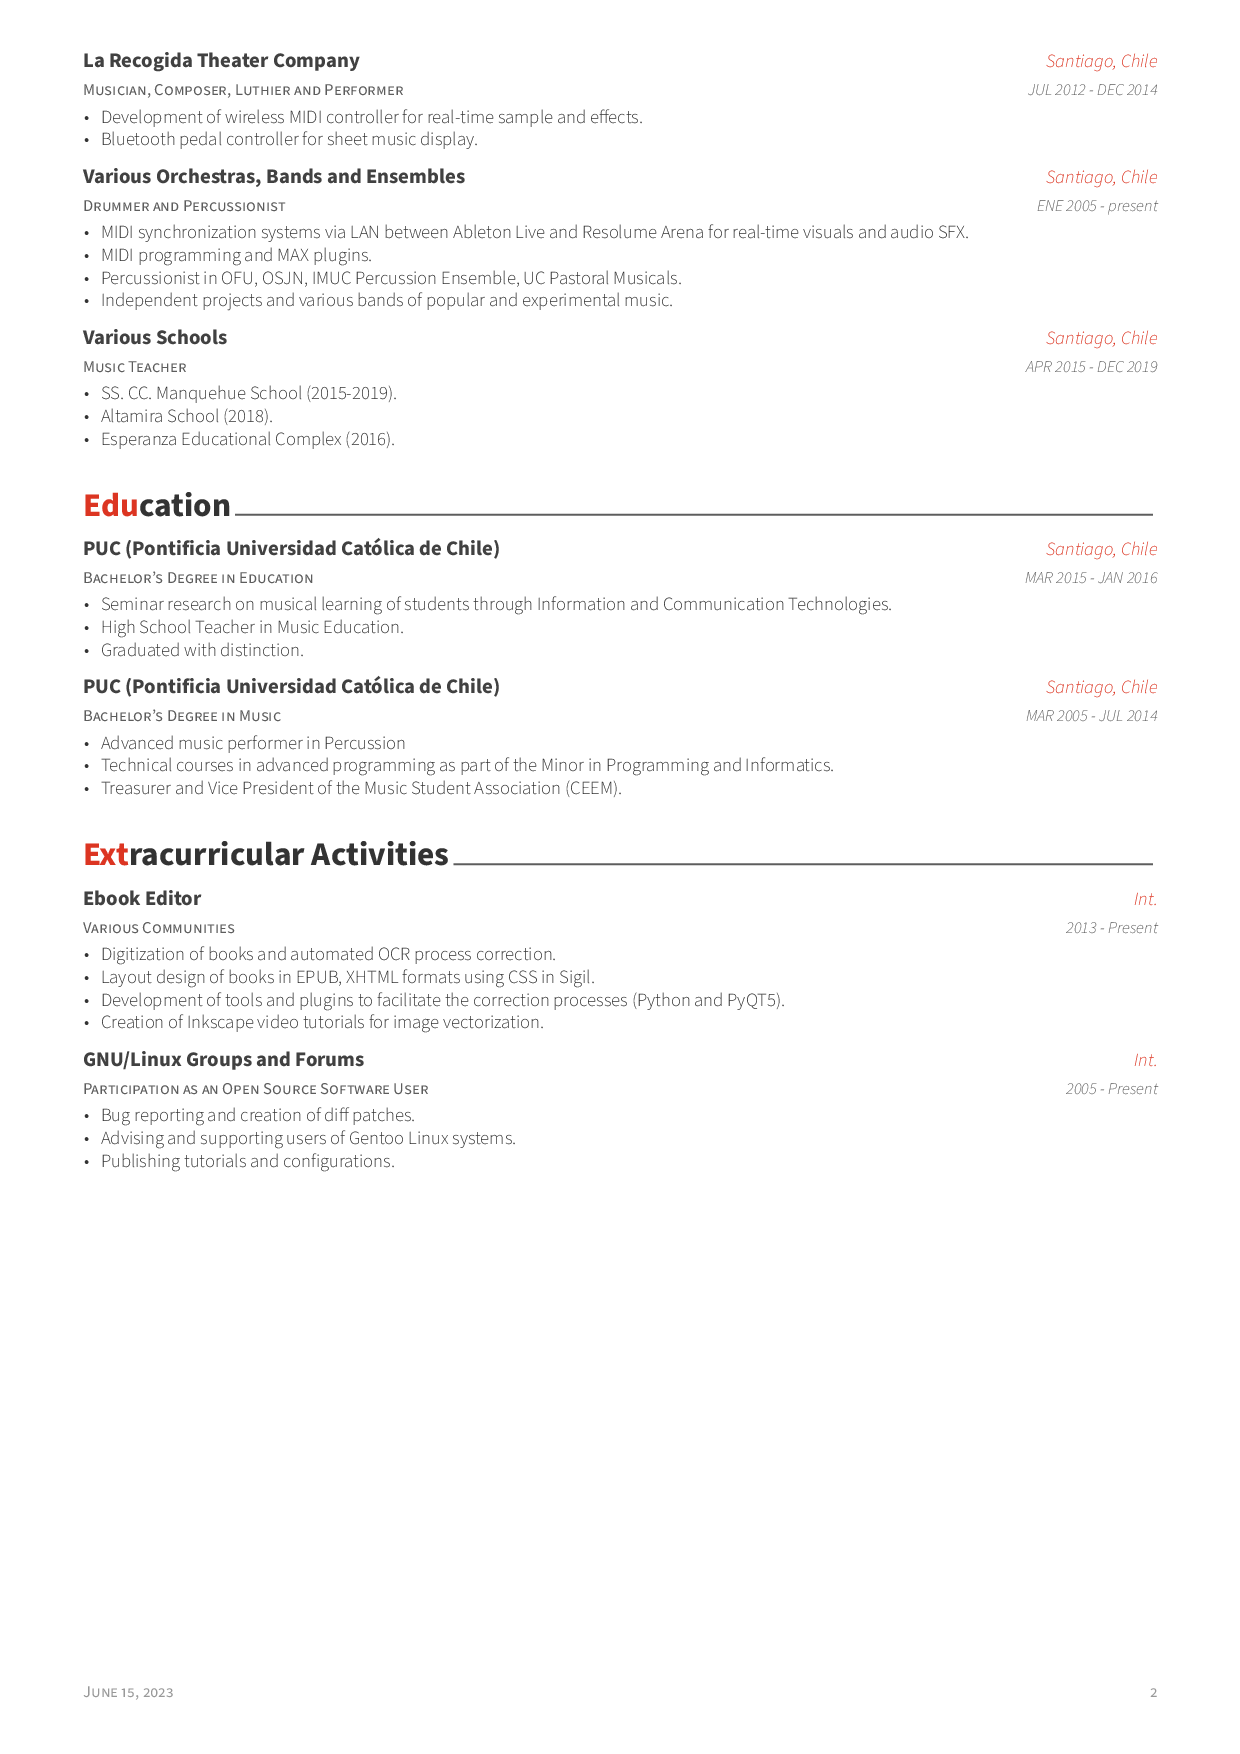 La Recogida Theater Company Santiago, Chile
Musician, Composer, Luthier and Performer JUL 2012 - DEC 2014
• Development of wireless MIDI controller for real-time sample and effects.
• Bluetooth pedal controller for sheet music display.
Various Orchestras, Bands and Ensembles Santiago, Chile
Drummer and Percussionist ENE 2005 - present
• MIDI synchronization systems via LAN between Ableton Live and Resolume Arena for real-time visuals and audio SFX.
• MIDI programming and MAX plugins.
• Percussionist in OFU, OSJN, IMUC Percussion Ensemble, UC Pastoral Musicals.
• Independent projects and various bands of popular and experimental music.
Various Schools Santiago, Chile
Music Teacher APR 2015 - DEC 2019
• SS. CC. Manquehue School (2015-2019).
• Altamira School (2018).
• Esperanza Educational Complex (2016).
Education
PUC (Pontificia Universidad Católica de Chile) Santiago, Chile
Bachelor’s Degree in Education MAR 2015 - JAN 2016
• Seminar research on musical learning of students through Information and Communication Technologies.
• High School Teacher in Music Education.
• Graduated with distinction.
PUC (Pontificia Universidad Católica de Chile) Santiago, Chile
Bachelor’s Degree in Music MAR 2005 - JUL 2014
• Advanced music performer in Percussion
• Technical courses in advanced programming as part of the Minor in Programming and Informatics.
• Treasurer and Vice President of the Music Student Association (CEEM).
Extracurricular Activities
Ebook Editor Int.
Various Communities 2013 - Present
• Digitization of books and automated OCR process correction.
• Layout design of books in EPUB, XHTML formats using CSS in Sigil.
• Development of tools and plugins to facilitate the correction processes (Python and PyQT5).
• Creation of Inkscape video tutorials for image vectorization.
GNU/Linux Groups and Forums Int.
Participation as an Open Source Software User 2005 - Present
• Bug reporting and creation of diff patches.
• Advising and supporting users of Gentoo Linux systems.
• Publishing tutorials and configurations.
June 15, 2023 2